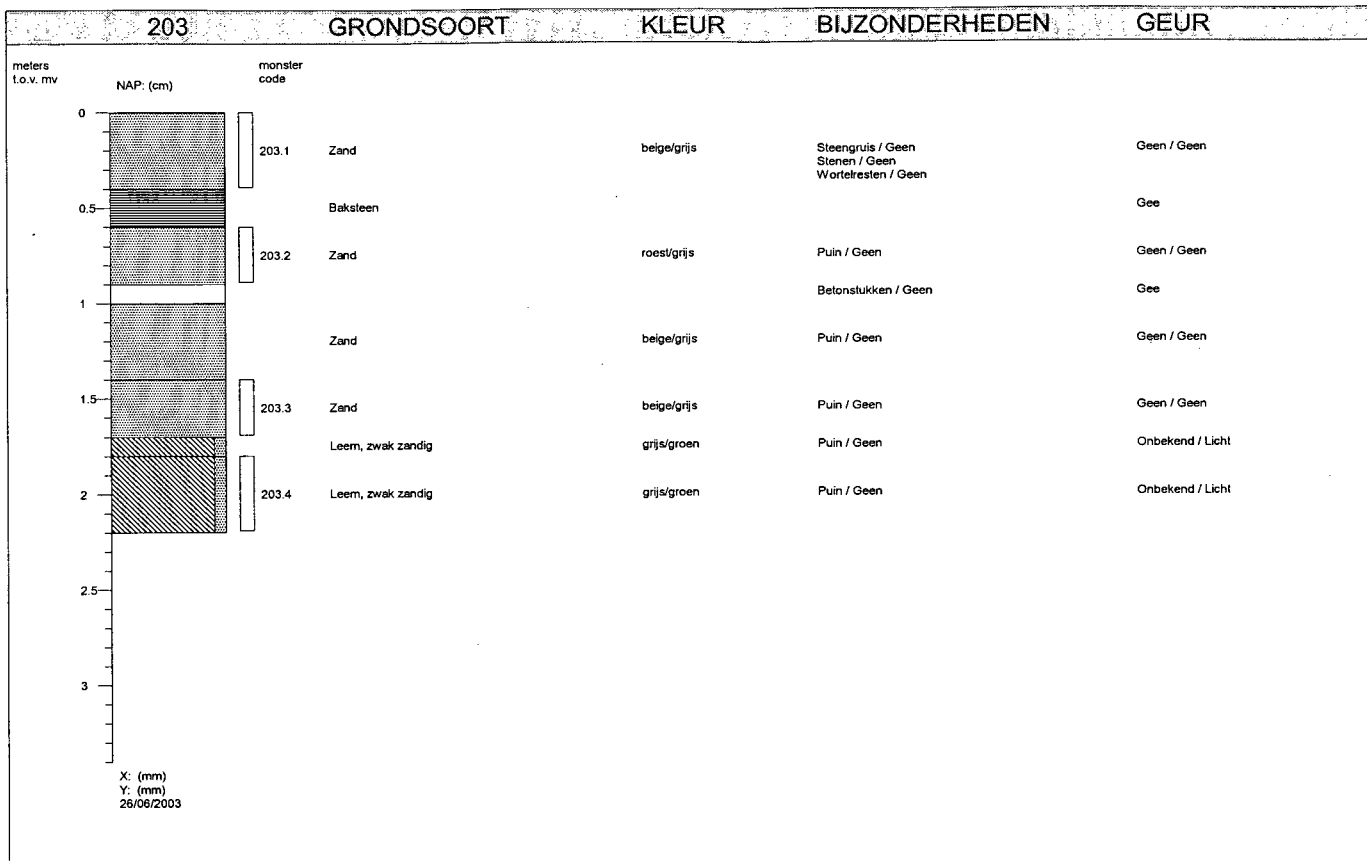 203 GRONDSOORT KLEUR BIJZONDERHEDEN GEUR
meters
t.o.v. mv
NAP: (cm)
monster
code
0
203.1 Zand beige/grijs Steengruis / Geen Geen / Geen
Stenen / Geen
Wortelresten / Geen
0.5 Baksteen Gee
203.2 Zand roest/grijs Puin / Geen Geen / Geen
Betonstukken / Geen Gee
1
Zand beige/grijs Puin / Geen Geen / Geen
1.5 203.3 Zand beige/grijs Puin / Geen Geen / Geen
Leem, zwak zandig grijs/groen Puin / Geen Onbekend / Licht
2 203.4 Leem, zwak zandig grijs/groen Puin / Geen Onbekend / Licht
2.5
3
X: (mm)
Y: (mm)
26/06/2003